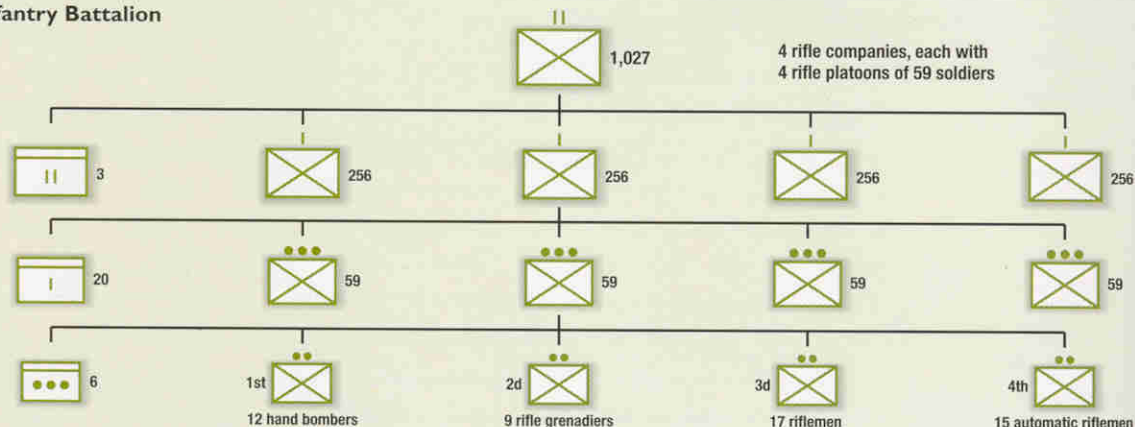 fantry Battalion
1,027
4 rifle companies, each with
4 rifle platoons of 59 soldiers
3
256
256
256
256
20
59
59
59
59
6
1st
2d
3d
4th
12 hand bombers
9 rifle grenadiers
17 riflemen
15 automatic riflemen